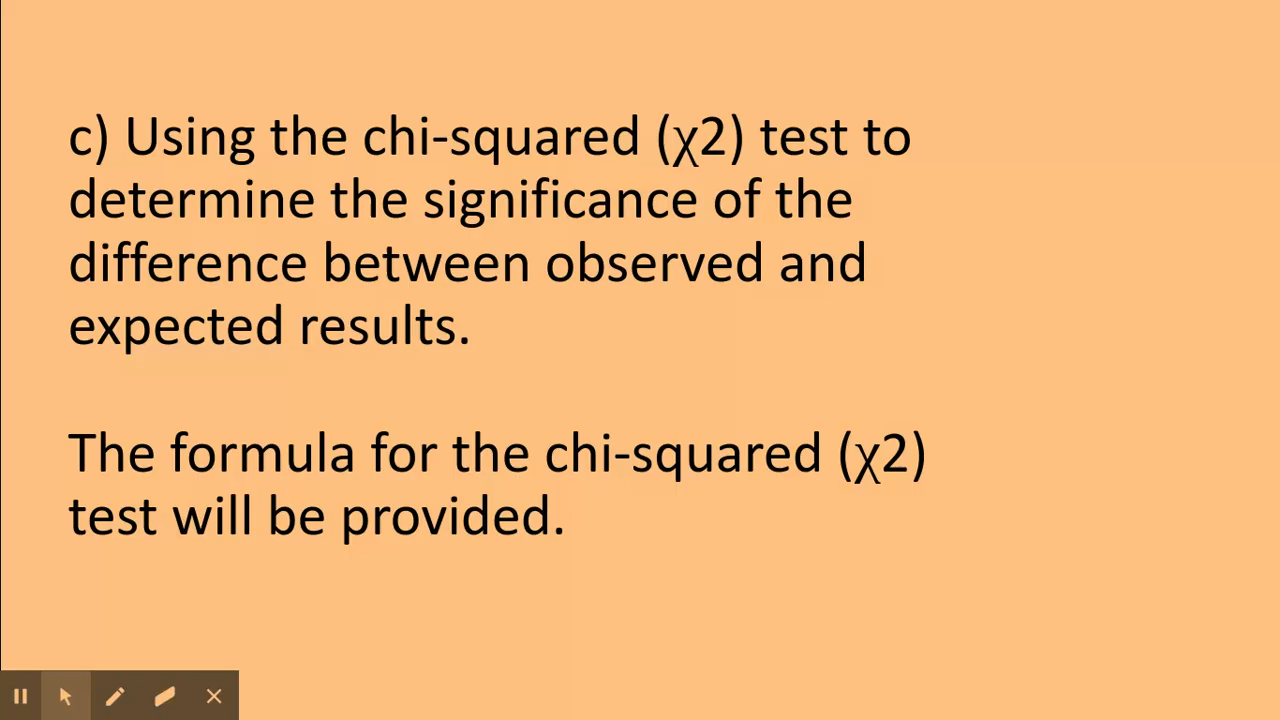 c) Using the chi-squared (χ2) test to
determine the significance of the
difference between observed and
expected results.
The formula for the chi-squared (χ2)
test will be provided.